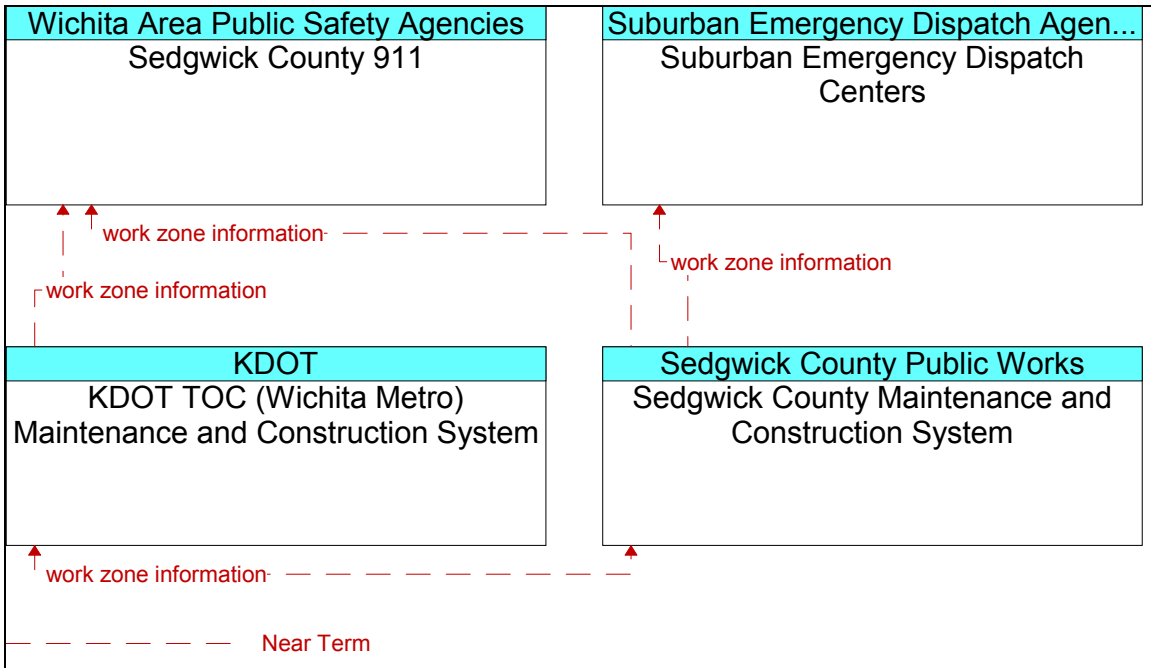 Wichita Area Public Safety Agencies
Sedgwick County 911
Suburban Emergency Dispatch Agen...
Suburban Emergency Dispatch
Centers
work zone information
work zone information
work zone information
KDOT
KDOT TOC (Wichita Metro)
Maintenance and Construction System
Sedgwick County Public Works
Sedgwick County Maintenance and
Construction System
work zone information
Near Term